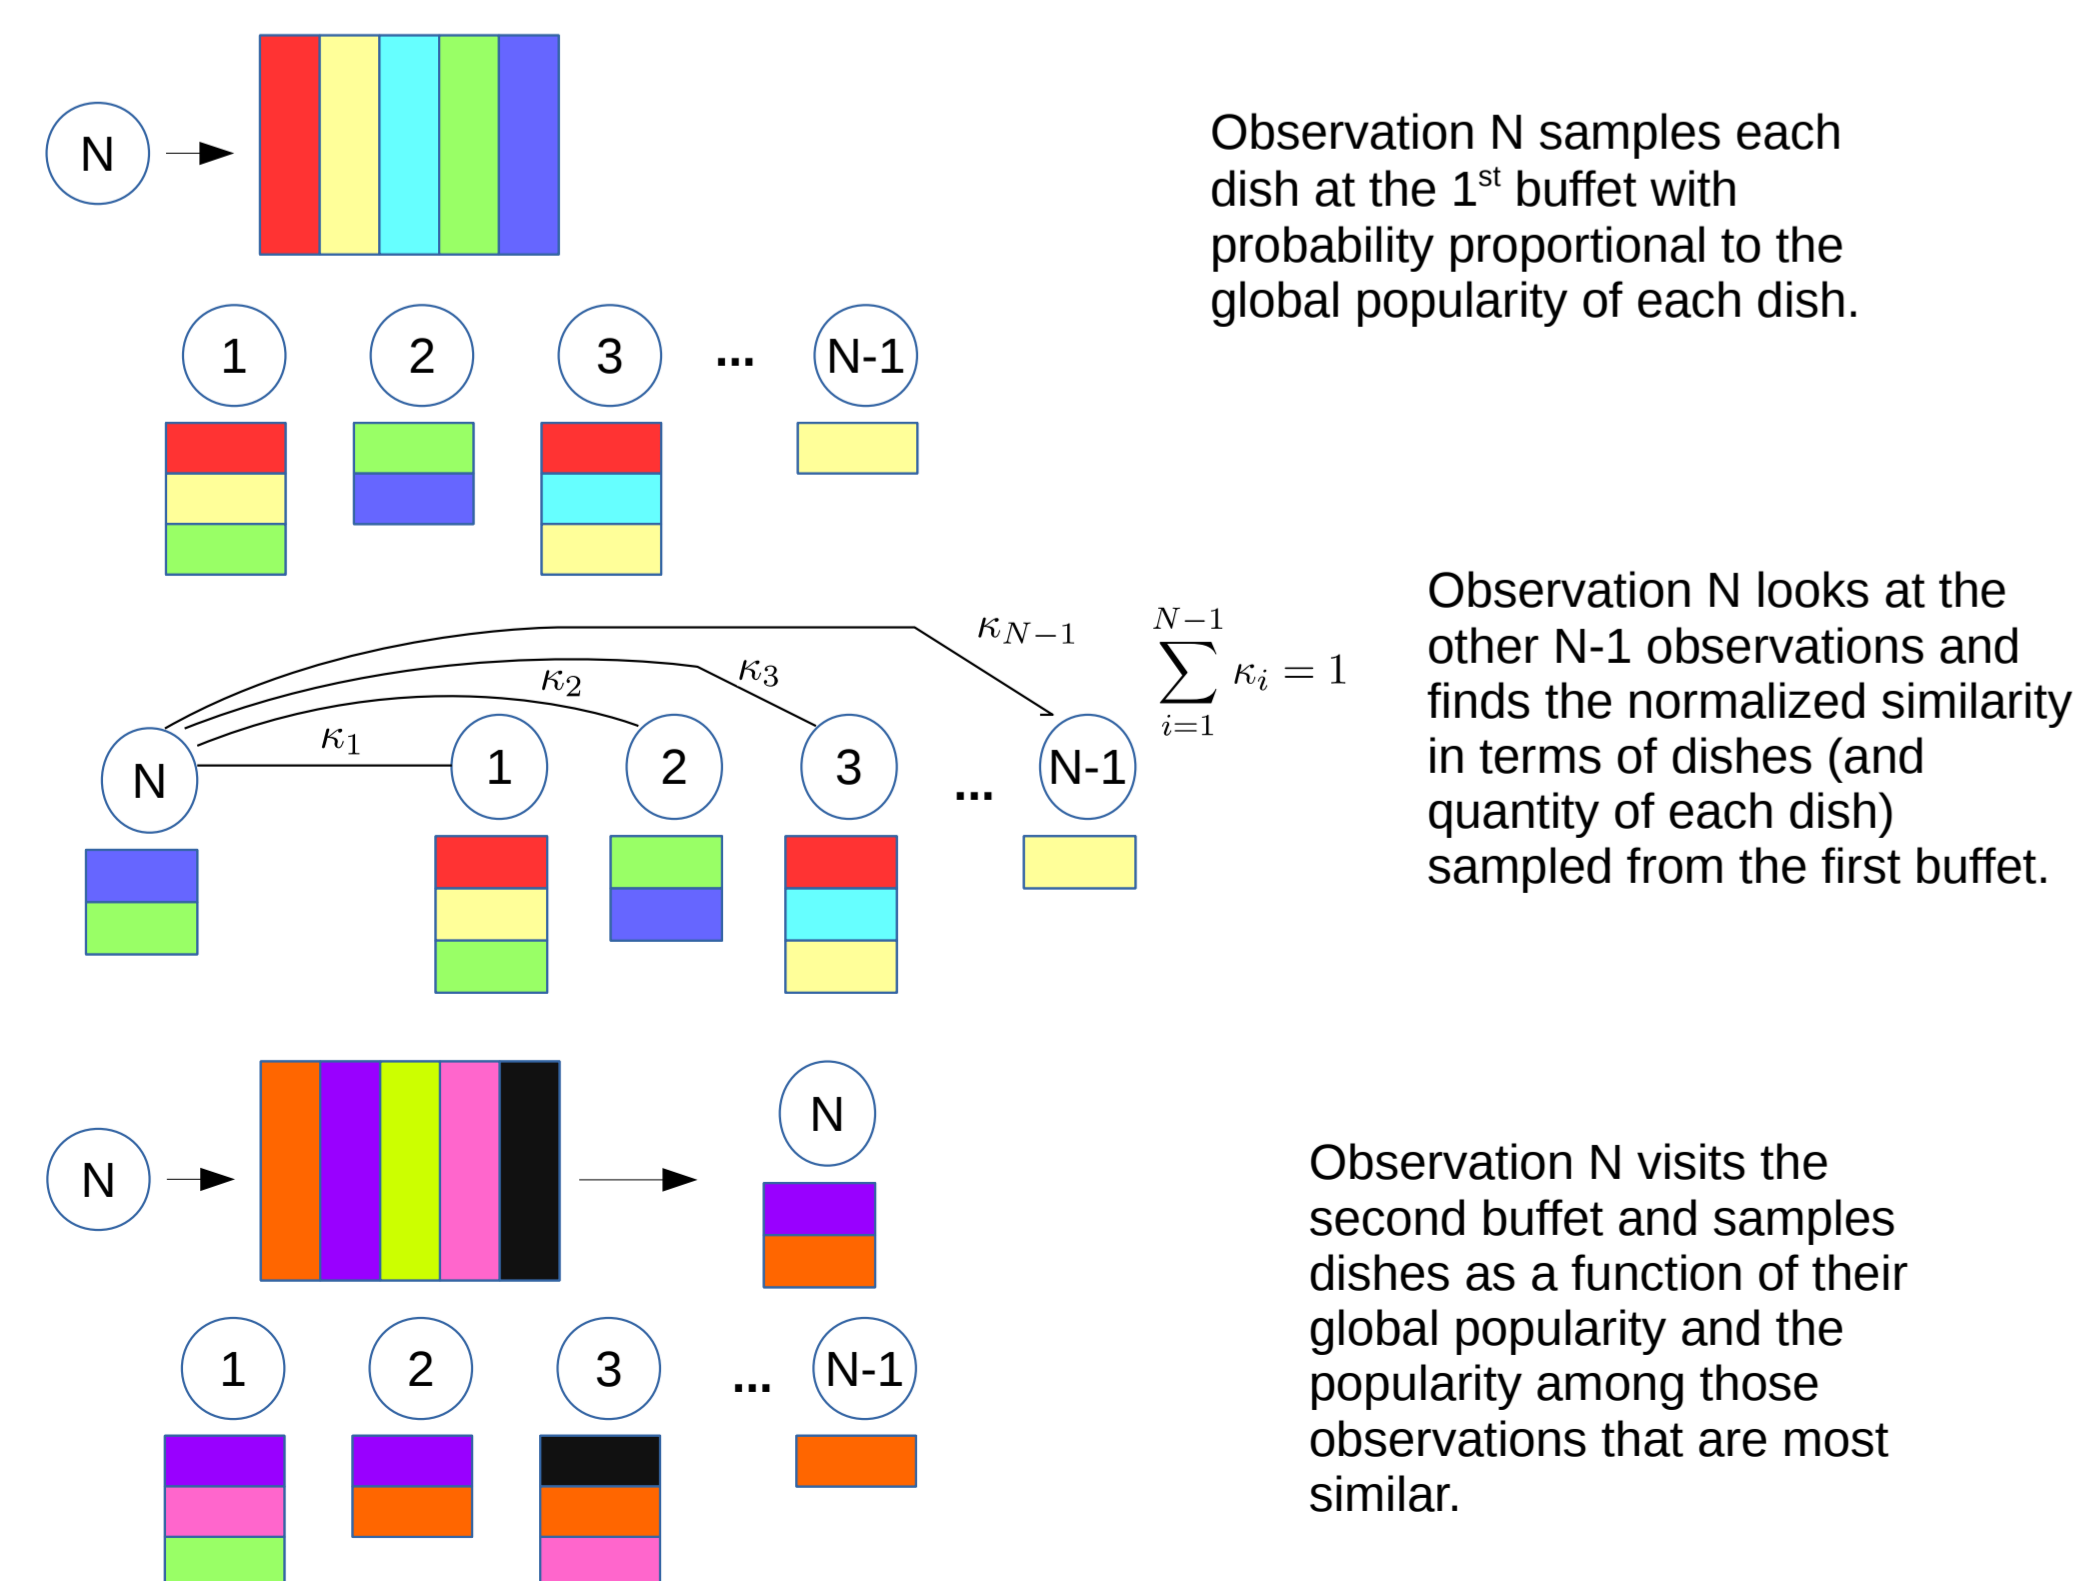 N
Observation N samples each
dish at the 1st buffet with
probability proportional to the
global popularity of each dish.
1 2 3 ... N-1
Observation N looks at the
other N-1 observations and
finds the normalized similarity
in terms of dishes (and
quantity of each dish)
sampled from the first buffet.
κ1 κ2 κ3 κN−1
N−1
∑ κi = 1
i=1
N 1 2 3 ... N-1
N N
Observation N visits the
second buffet and samples
dishes as a function of their
global popularity and the
popularity among those
observations that are most
similar.
1 2 3 ... N-1